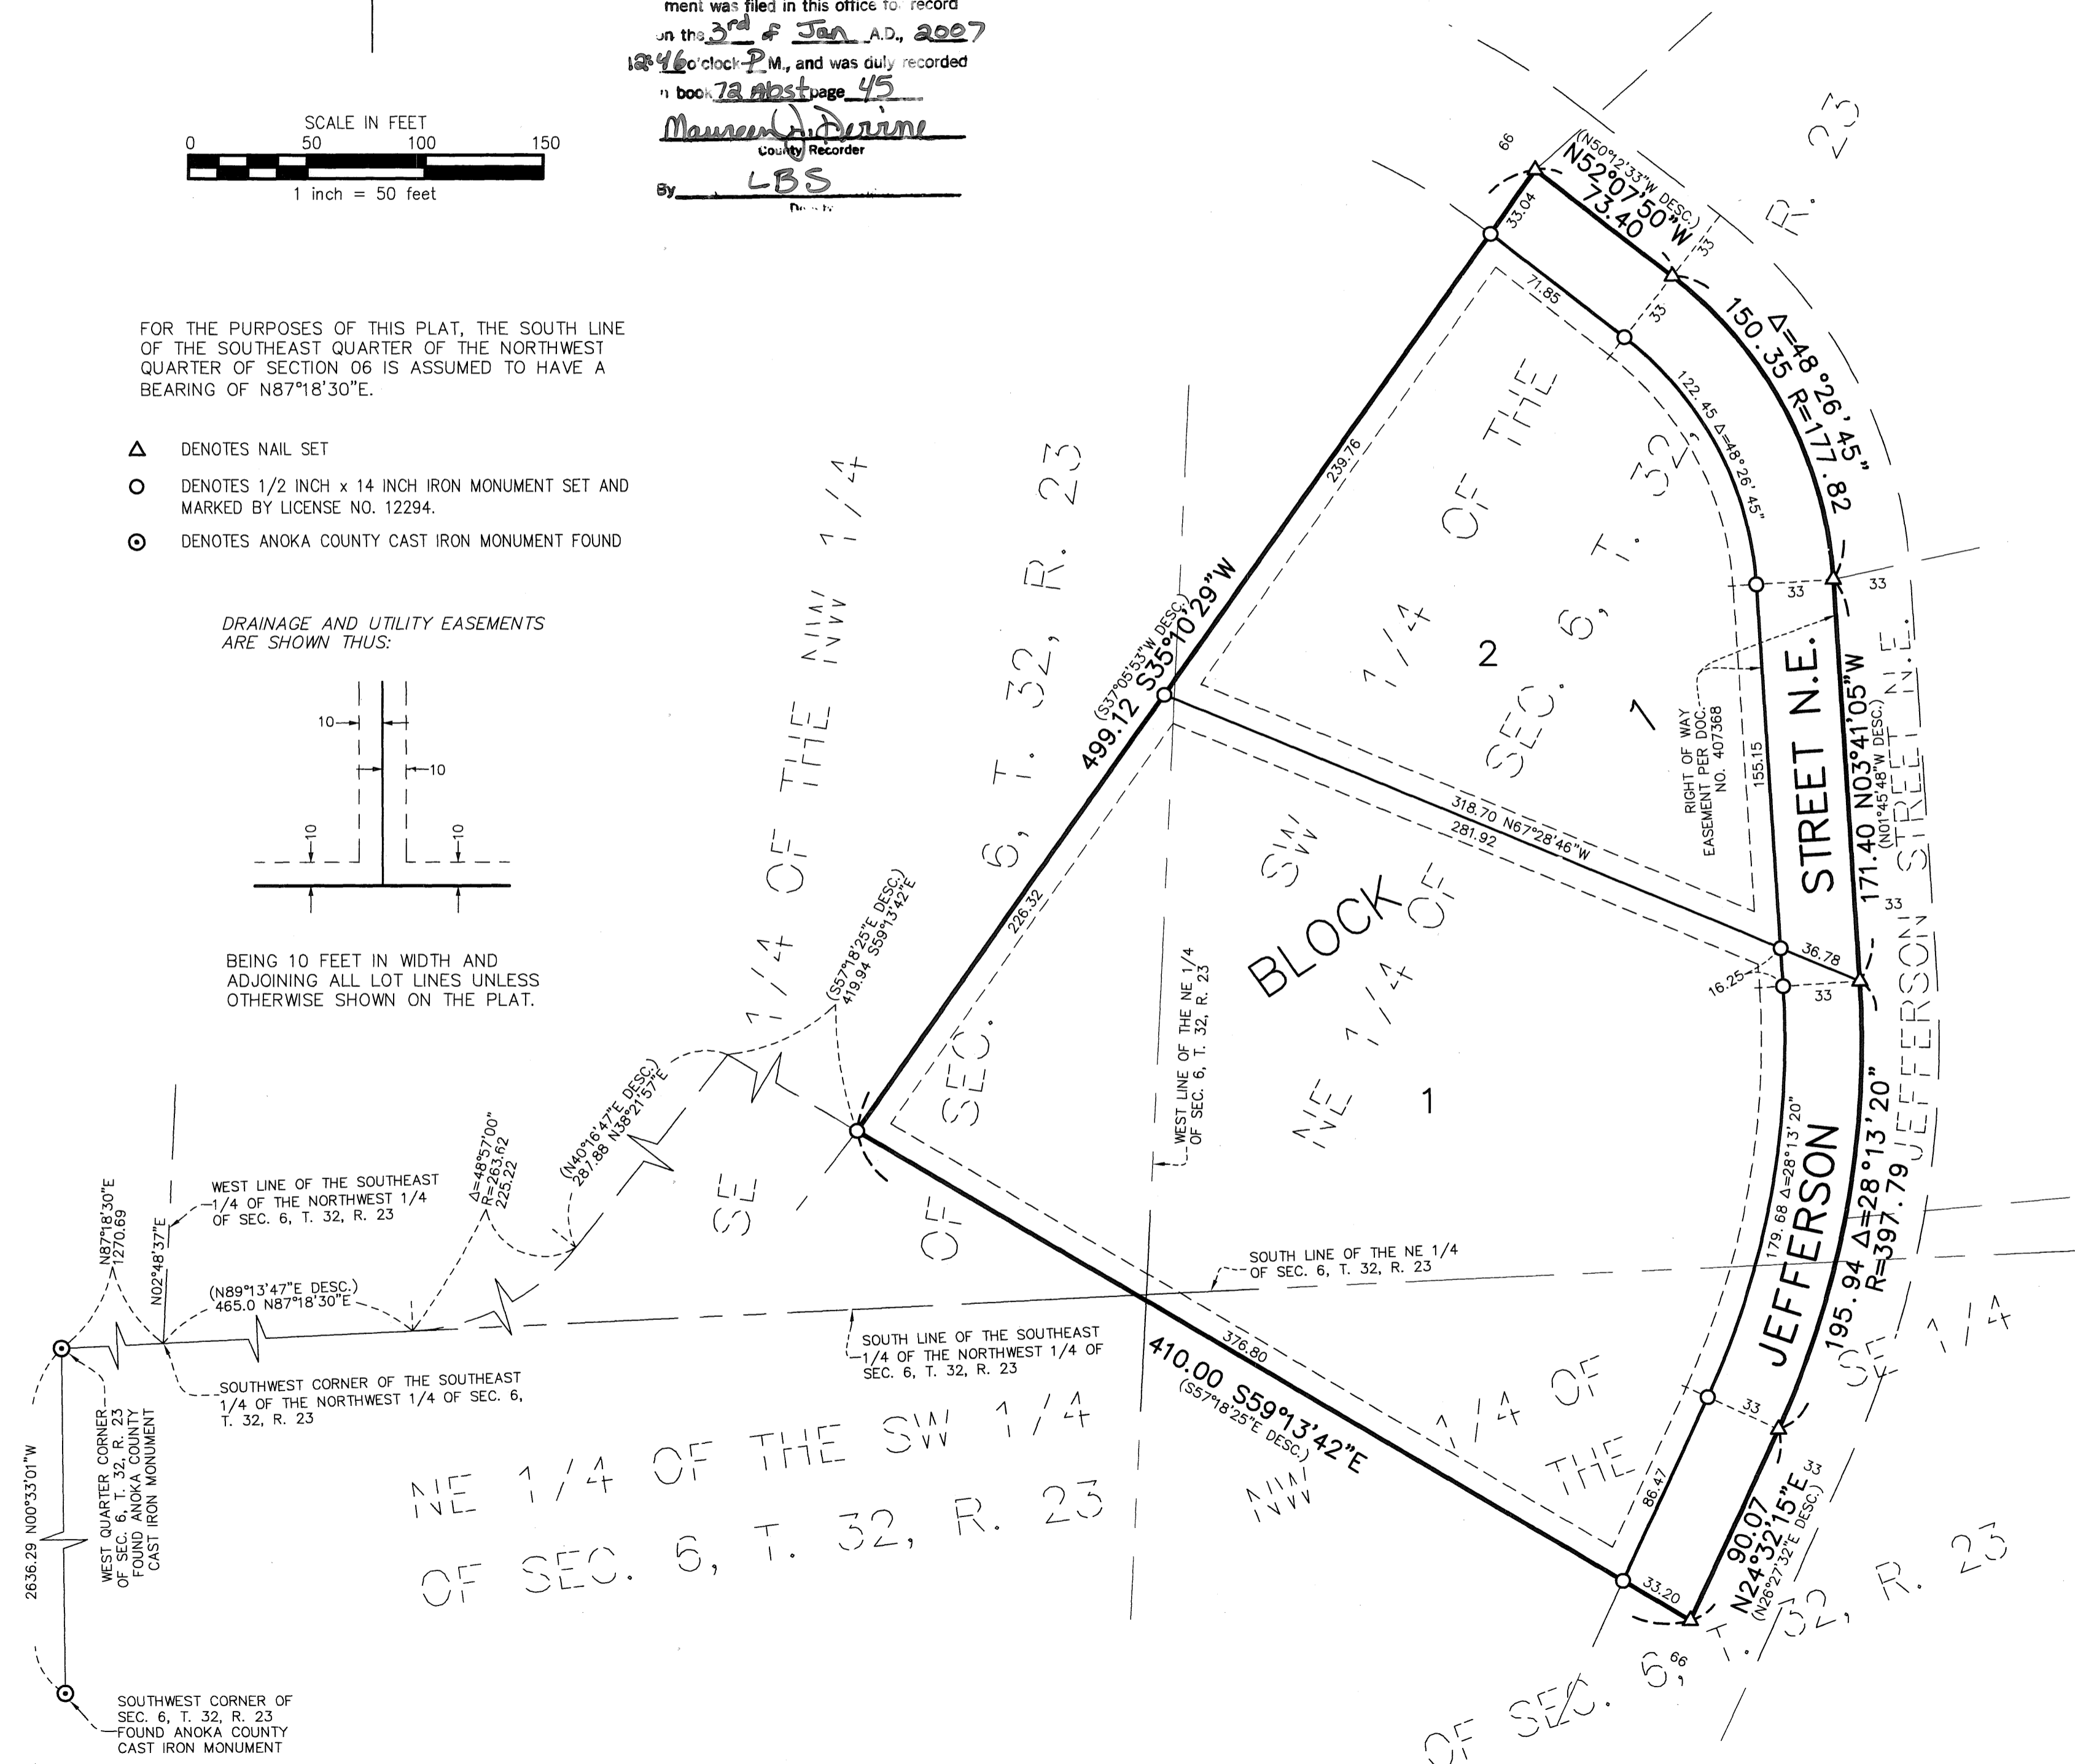 ment was filed in this office for record
on the 3rd of Jan A.D., 2007
12:46 o'clock P M., and was duly recorded
n book 72 Abst page 45
County Recorder
By LBS
SCALE IN FEET
0 50 100 150
1 inch = 50 feet
FOR THE PURPOSES OF THIS PLAT, THE SOUTH LINE
OF THE SOUTHEAST QUARTER OF THE NORTHWEST
QUARTER OF SECTION 06 IS ASSUMED TO HAVE A
BEARING OF N87°18'30"E.
DENOTES NAIL SET
DENOTES 1/2 INCH x 14 INCH IRON MONUMENT SET AND
MARKED BY LICENSE NO. 12294.
DENOTES ANOKA COUNTY CAST IRON MONUMENT FOUND
DRAINAGE AND UTILITY EASEMENTS
ARE SHOWN THUS:
10
10
10
10
BEING 10 FEET IN WIDTH AND
ADJOINING ALL LOT LINES UNLESS
OTHERWISE SHOWN ON THE PLAT.
66
(N50°12'33"W DESC.)
N52°07'50"W
73.40
33.04
33
33
71.85
R. 23
Δ=48°26'45"
150.35 R=177.82
122.45 Δ=48°26'45"
239.76
33
33
(S37°05'53"W DESC.)
499.12 S35°10'29"W
226.32
1/4 OF THE
SEC. 6, T. 32,
2
1
RIGHT OF WAY
EASEMENT PER DOC.
NO. 407368
155.15
STREET N.E.
171.40 N03°41'05"W
(N01°45'48"W DESC.)
JEFFERSON STREET N.E.
33
318.70 N67°28'46"W
281.92
36.78
16.25
33
SE 1/4 OF THE NW 1/4
OF SEC. 6, T. 32, R. 23
SW
NE 1/4 OF
BLOCK
1
WEST LINE OF THE NE 1/4
OF SEC. 6, T. 32, R. 23
(S57°18'25"E DESC.)
419.94 S59°13'42"E
(N40°16'47"E DESC.)
287.88 N38°21'57"E
Δ=48°57'00"
R=263.62
225.22
WEST LINE OF THE SOUTHEAST
1/4 OF THE NORTHWEST 1/4
OF SEC. 6, T. 32, R. 23
N87°18'30"E
1270.69
N02°48'37"E
(N89°13'47"E DESC.)
465.0 N87°18'30"E
SOUTH LINE OF THE NE 1/4
OF SEC. 6, T. 32, R. 23
SOUTH LINE OF THE SOUTHEAST
1/4 OF THE NORTHWEST 1/4 OF
SEC. 6, T. 32, R. 23
SOUTHWEST CORNER OF THE SOUTHEAST
1/4 OF THE NORTHWEST 1/4 OF SEC. 6,
T. 32, R. 23
WEST QUARTER CORNER
OF SEC. 6, T. 32, R. 23
FOUND ANOKA COUNTY
CAST IRON MONUMENT
2636.29 N00°33'01"W
376.80
410.00 S59°13'42"E
(S57°18'25"E DESC.)
179.68 Δ=28°13'20"
JEFFERSON
195.94 Δ=28°13'20"
R=397.79
33
86.47
33.20
33
90.07
N24°32'15"E
(N26°27'32"E DESC.)
66
NE 1/4 OF THE SW 1/4
OF SEC. 6, T. 32, R. 23
NW 1/4 OF
THE SE 1/4
OF SEC. 6, T. 32, R. 23
SOUTHWEST CORNER OF
SEC. 6, T. 32, R. 23
FOUND ANOKA COUNTY
CAST IRON MONUMENT